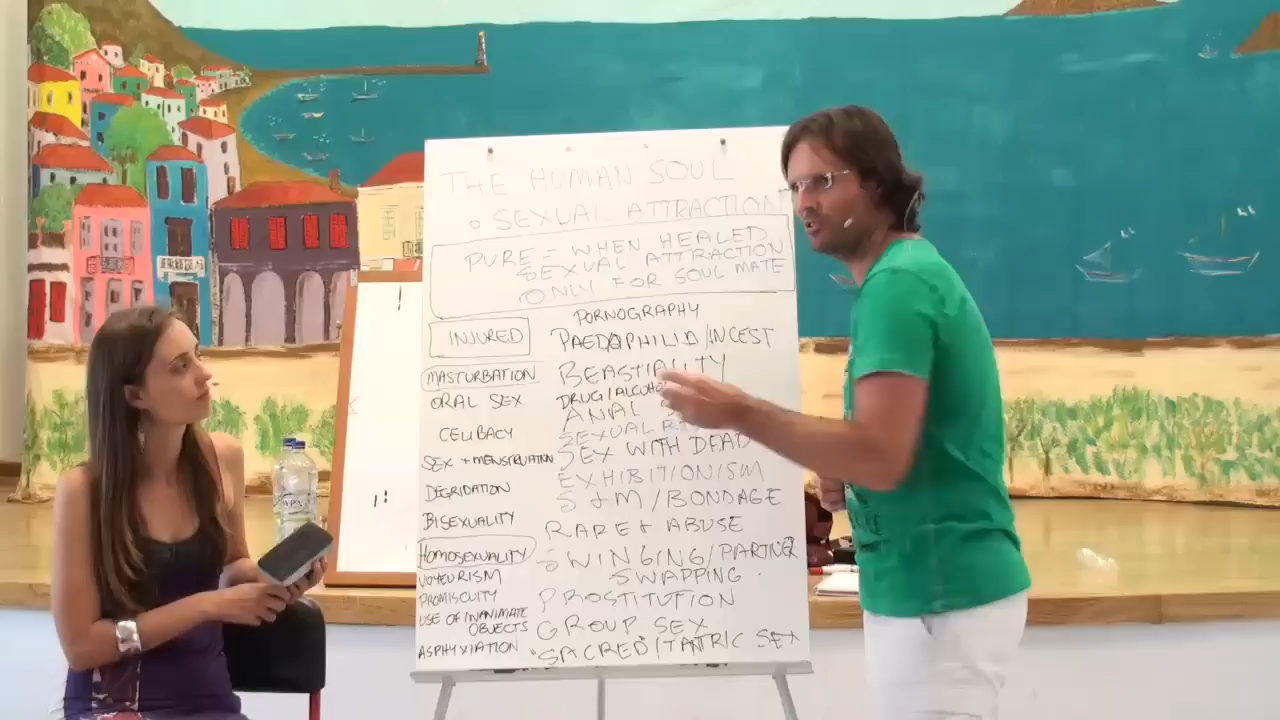 THE HUMAN SOUL
o SEXUAL ATTRACTION
PURE = WHEN HEALED
SEXUAL ATTRACTION
ONLY FOR SOUL MATE
INJURED
MASTURBATION
ORAL SEX
CELIBACY
SEX + MENSTRUATION
DEGRIDATION
BISEXUALITY
HOMOSEXUALITY
VOYEURISM
PROMISCUITY
USE OF INANIMATE
OBJECTS
ASPHYXIATION
PORNOGRAPHY
PAEDOPHILIA/INCEST
BEASTIALITY
DRUG/ALCOHOL
ANAL
SEXUAL
SEX WITH DEAD
EXHIBITIONISM
S+M/BONDAGE
RAPE + ABUSE
SWINGING/PARTNER
SWAPPING
PROSTITUTION
GROUP SEX
"SACRED"/TANTRIC SEX